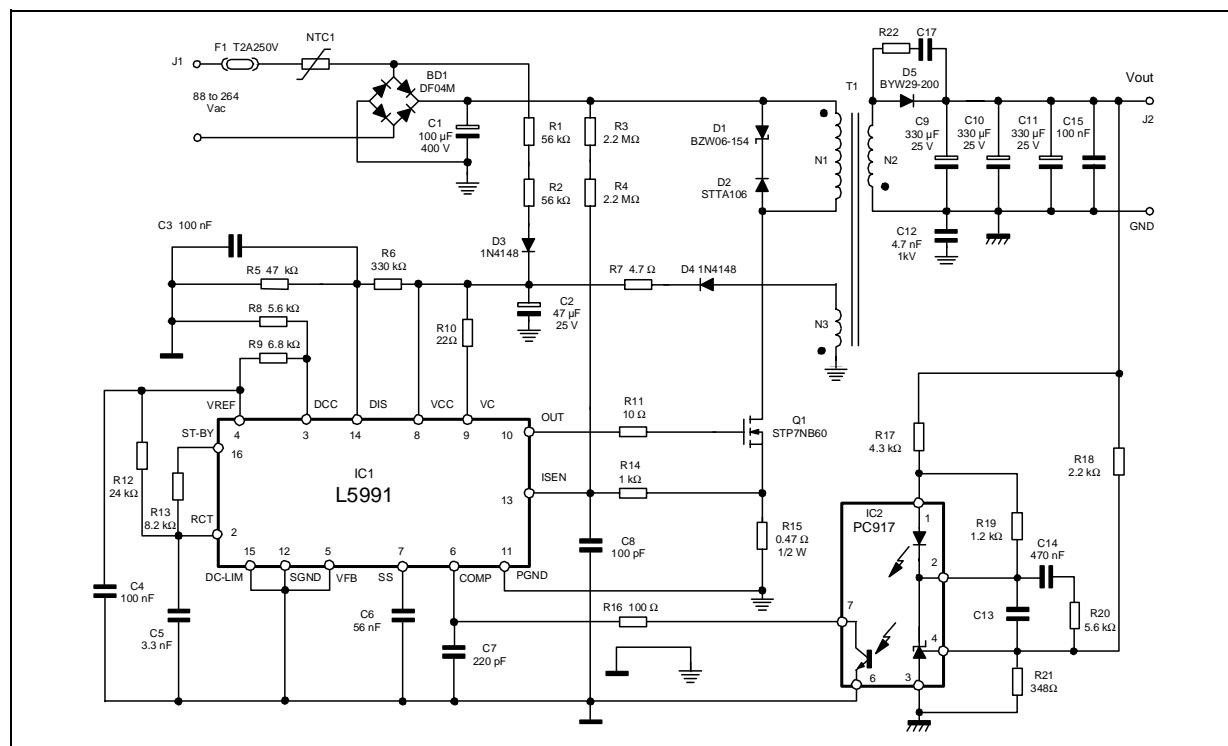 J1
F1 T2A250V
NTC1
88 to 264
Vac
BD1
DF04M
C1
100 µF
400 V
R1
56 kΩ
R2
56 kΩ
R3
2.2 MΩ
R4
2.2 MΩ
D1
BZW06-154
D2
STTA106
T1
N1
N2
N3
R22
C17
D5
BYW29-200
Vout
J2
C9
330 µF
25 V
C10
330 µF
25 V
C11
330 µF
25 V
C15
100 nF
GND
C12
4.7 nF
1kV
C3 100 nF
R5 47 kΩ
R6
330 kΩ
D3
1N4148
R7 4.7 Ω
D4 1N4148
C2
47 µF
25 V
R8 5.6 kΩ
R9 6.8 kΩ
R10
22Ω
VREF
DCC
DIS
VCC
VC
OUT
4
3
14
8
9
10
ST-BY
16
IC1
L5991
ISEN
13
R11
10 Ω
Q1
STP7NB60
R12
24 kΩ
R13
8.2 kΩ
RCT
2
R14
1 kΩ
R15
0.47 Ω
1/2 W
C8
100 pF
15
12
5
7
6
11
DC-LIM
SGND
VFB
SS
COMP
PGND
C4
100 nF
C5
3.3 nF
C6
56 nF
C7
220 pF
R16 100 Ω
R17
4.3 kΩ
R18
2.2 kΩ
IC2
PC917
1
2
7
4
6
3
R19
1.2 kΩ
C14
470 nF
C13
R20
5.6 kΩ
R21
348Ω